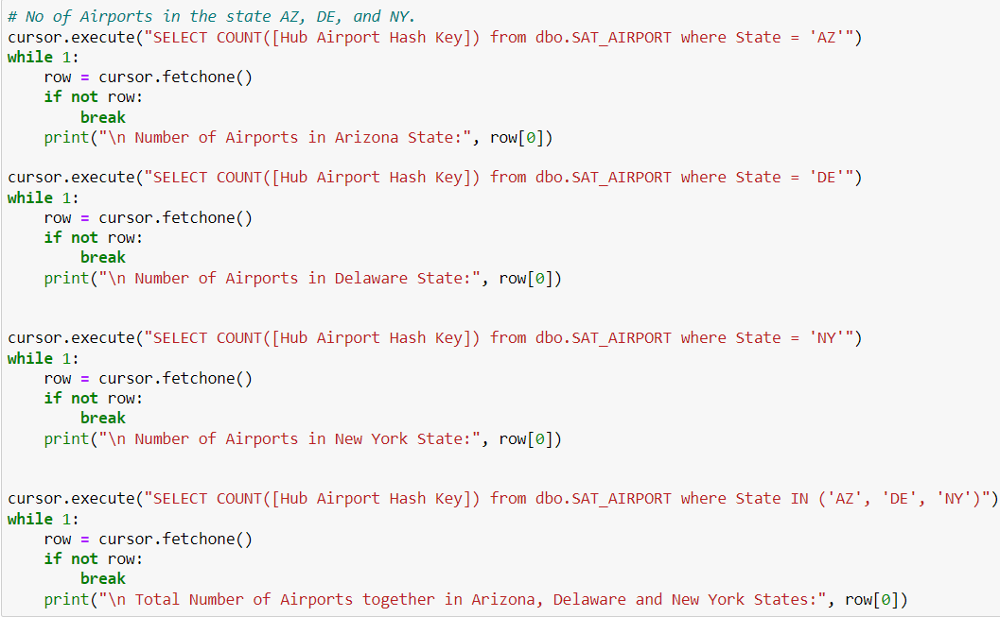 # No of Airports in the state AZ, DE, and NY.
cursor.execute("SELECT COUNT([Hub Airport Hash Key]) from dbo.SAT_AIRPORT where State = 'AZ'")
while 1:
    row = cursor.fetchone()
    if not row:
        break
    print("\n Number of Airports in Arizona State:", row[0])

cursor.execute("SELECT COUNT([Hub Airport Hash Key]) from dbo.SAT_AIRPORT where State = 'DE'")
while 1:
    row = cursor.fetchone()
    if not row:
        break
    print("\n Number of Airports in Delaware State:", row[0])


cursor.execute("SELECT COUNT([Hub Airport Hash Key]) from dbo.SAT_AIRPORT where State = 'NY'")
while 1:
    row = cursor.fetchone()
    if not row:
        break
    print("\n Number of Airports in New York State:", row[0])


cursor.execute("SELECT COUNT([Hub Airport Hash Key]) from dbo.SAT_AIRPORT where State IN ('AZ', 'DE', 'NY')")
while 1:
    row = cursor.fetchone()
    if not row:
        break
    print("\n Total Number of Airports together in Arizona, Delaware and New York States:", row[0])